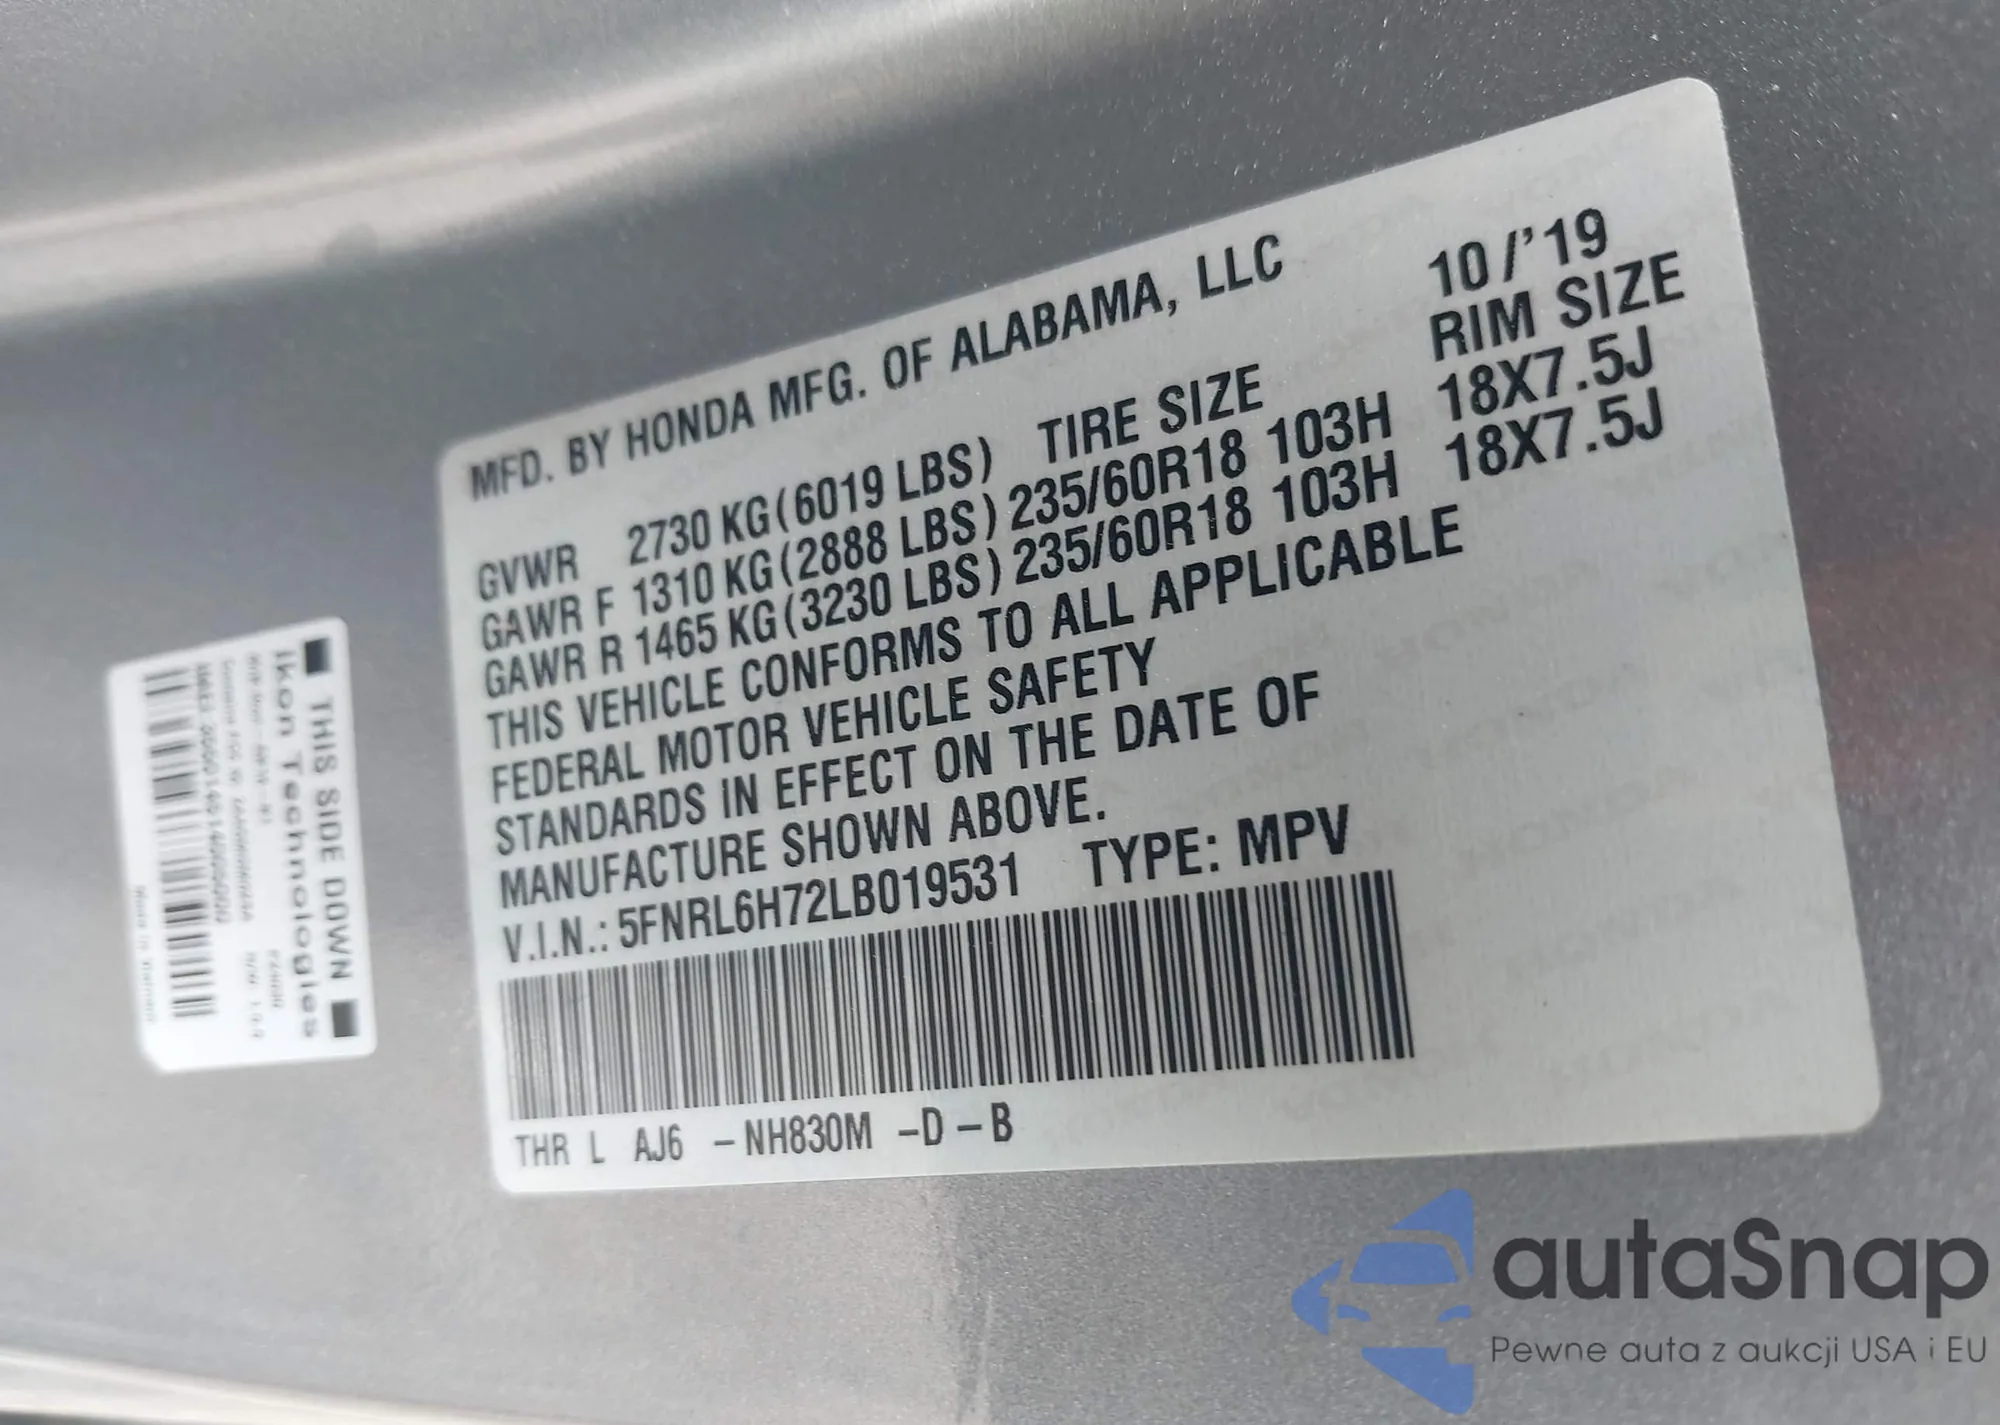 MFD. BY HONDA MFG. OF ALABAMA, LLC 10/'19
GVWR 2730 KG(6019 LBS) TIRE SIZE RIM SIZE
GAWR F 1310 KG(2888 LBS) 235/60R18 103H 18X7.5J
GAWR R 1465 KG(3230 LBS) 235/60R18 103H 18X7.5J
THIS VEHICLE CONFORMS TO ALL APPLICABLE
FEDERAL MOTOR VEHICLE SAFETY
STANDARDS IN EFFECT ON THE DATE OF
MANUFACTURE SHOWN ABOVE.
V.I.N.: 5FNRL6H72LB019531 TYPE: MPV
THR L AJ6 -NH830M -D-B
THIS SIDE DOWN
Ikon Technologies
autaSnap
Pewne auta z aukcji USA i EU